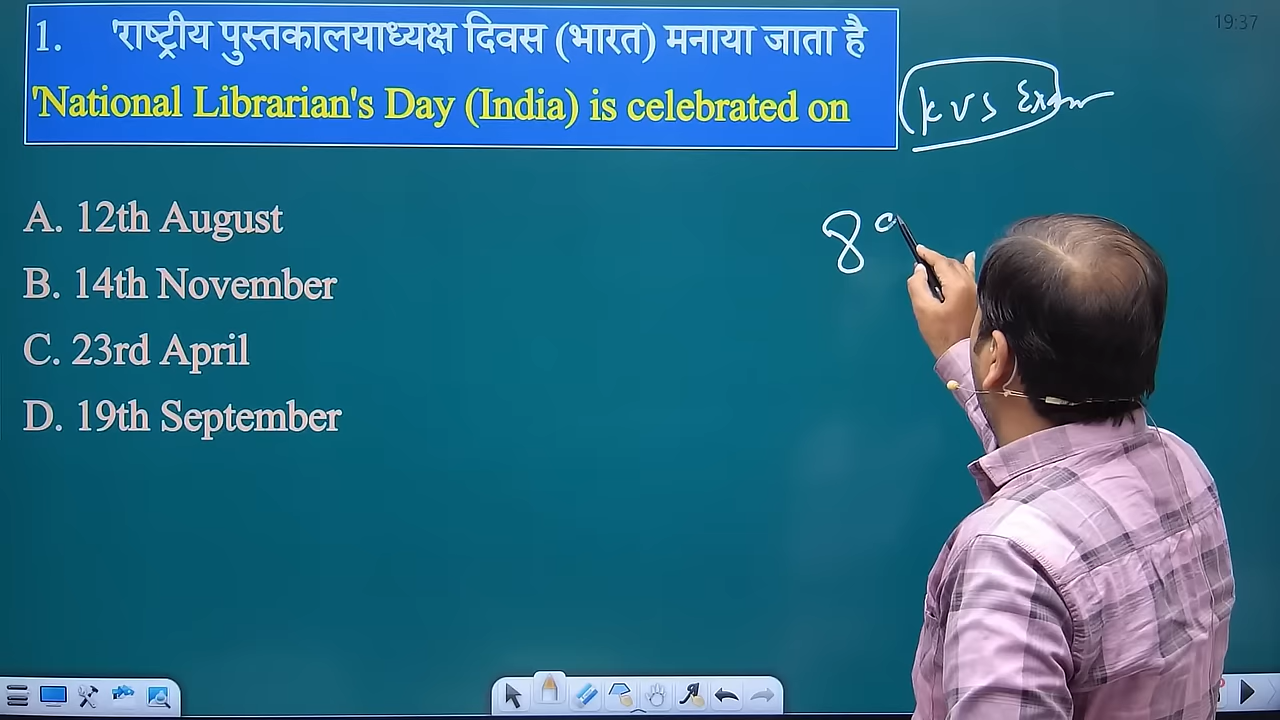 19:37
1. 'राष्ट्रीय पुस्तकालयाध्यक्ष दिवस (भारत) मनाया जाता है
'National Librarian's Day (India) is celebrated on
(KVS Exam
A. 12th August
8
B. 14th November
C. 23rd April
D. 19th September